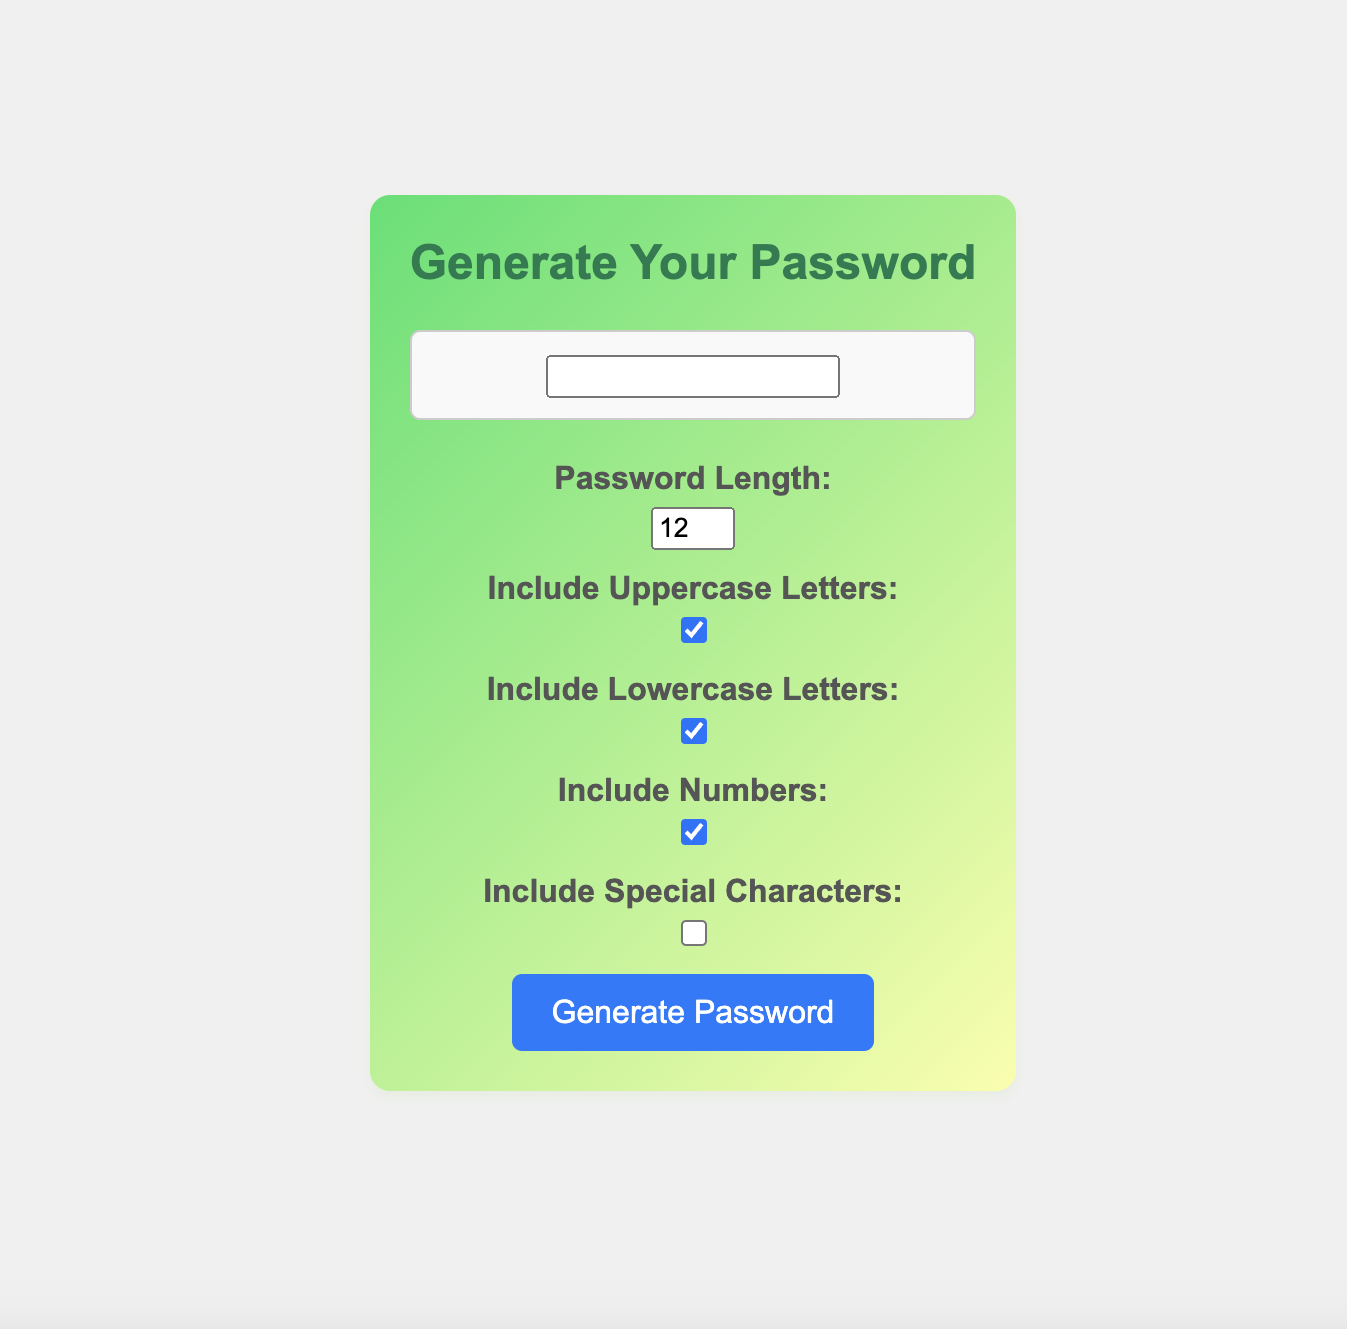 Generate Your Password
Password Length:
12
Include Uppercase Letters:
Include Lowercase Letters:
Include Numbers:
Include Special Characters:
Generate Password